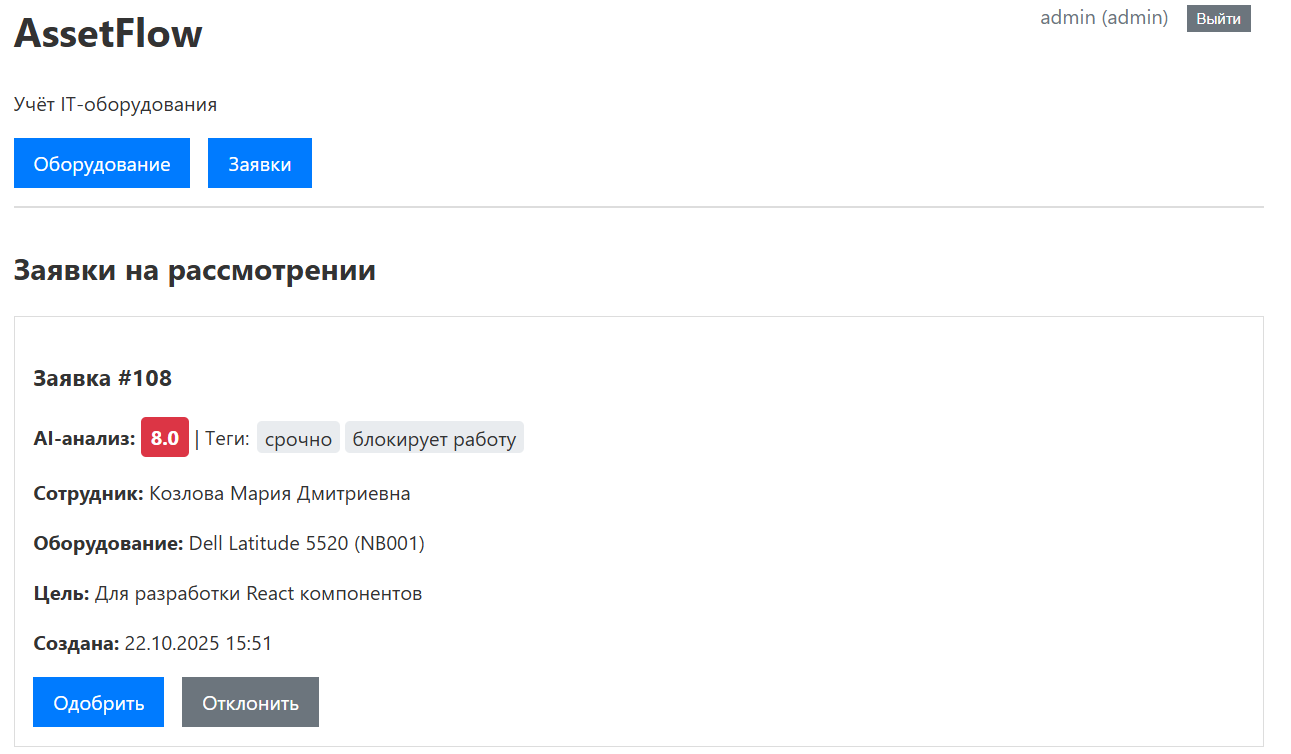 AssetFlow
admin (admin) Выйти
Учёт IT-оборудования
Оборудование Заявки
Заявки на рассмотрении
Заявка #108
AI-анализ: 8.0 | Теги: срочно блокирует работу
Сотрудник: Козлова Мария Дмитриевна
Оборудование: Dell Latitude 5520 (NB001)
Цель: Для разработки React компонентов
Создана: 22.10.2025 15:51
Одобрить Отклонить